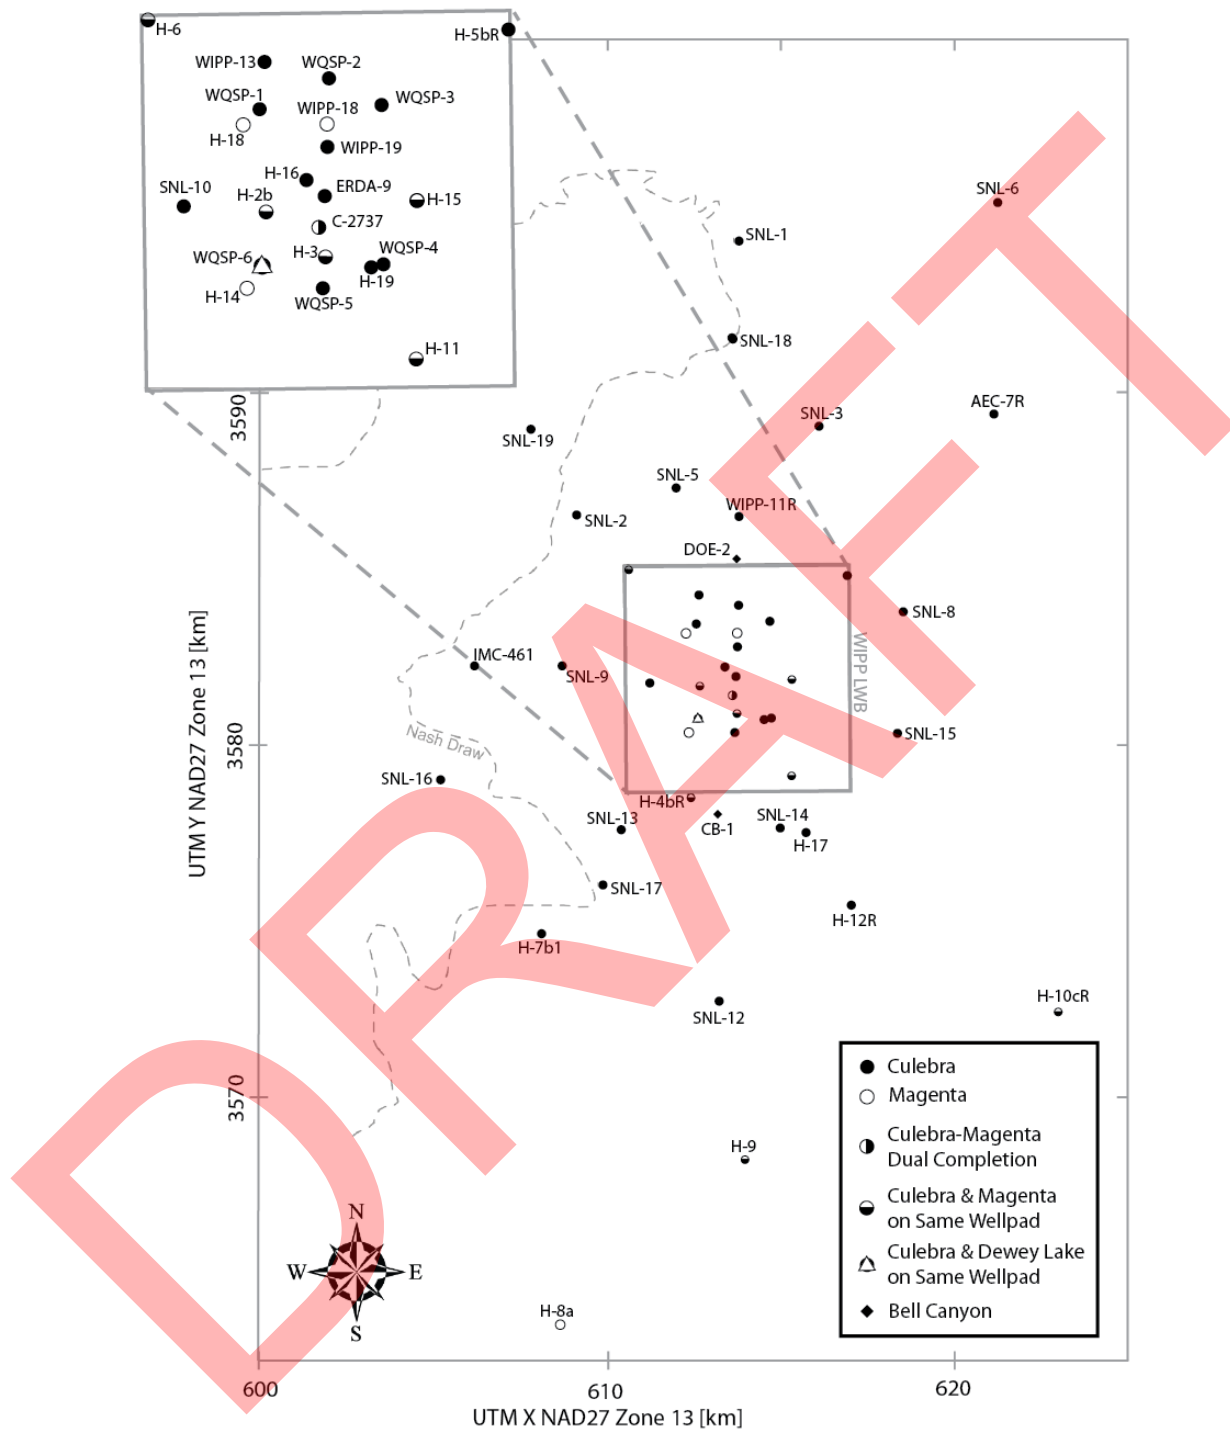 H-6
H-5bR
WIPP-13
WQSP-2
WQSP-1
WQSP-3
WIPP-18
H-18
WIPP-19
H-16
SNL-10
H-2b
ERDA-9
H-15
C-2737
H-3
WQSP-4
WQSP-6
H-19
H-14
WQSP-5
H-11
SNL-6
SNL-1
SNL-18
3590
SNL-19
SNL-3
AEC-7R
SNL-5
SNL-2
WIPP-11R
DOE-2
SNL-8
WIPP LWB
IMC-461
SNL-9
UTM Y NAD27 Zone 13 [km]
3580
Nash Draw
SNL-15
SNL-16
H-4bR
SNL-13
CB-1
SNL-14
H-17
SNL-17
H-12R
H-7b1
H-10cR
SNL-12
3570
H-9
H-8a
Culebra
Magenta
Culebra-Magenta
Dual Completion
Culebra & Magenta
on Same Wellpad
Culebra & Dewey Lake
on Same Wellpad
Bell Canyon
N
W
E
S
600
610
620
UTM X NAD27 Zone 13 [km]
DRAFT